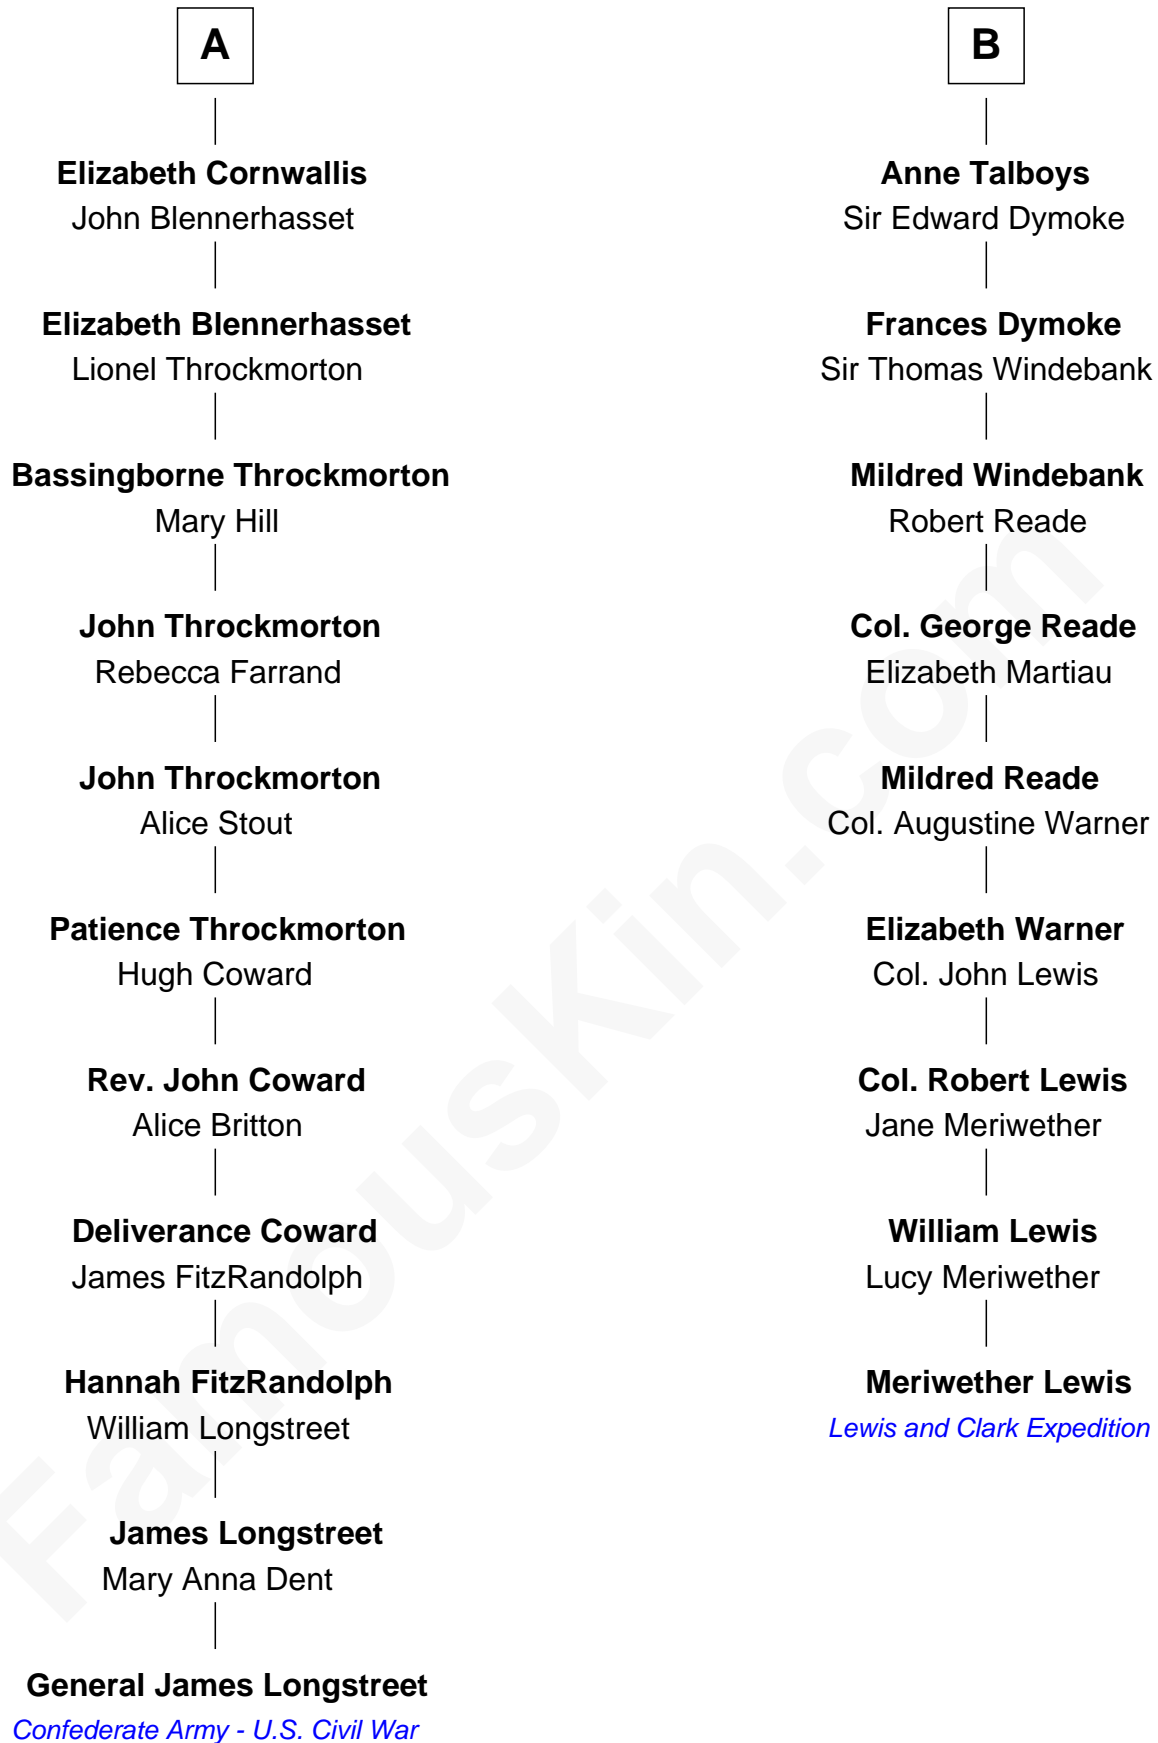 A
Elizabeth Cornwallis
John Blennerhasset
Elizabeth Blennerhasset
Lionel Throckmorton
Bassingborne Throckmorton
Mary Hill
John Throckmorton
Rebecca Farrand
John Throckmorton
Alice Stout
Patience Throckmorton
Hugh Coward
Rev. John Coward
Alice Britton
Deliverance Coward
James FitzRandolph
Hannah FitzRandolph
William Longstreet
James Longstreet
Mary Anna Dent
General James Longstreet
Confederate Army - U.S. Civil War
B
Anne Talboys
Sir Edward Dymoke
Frances Dymoke
Sir Thomas Windebank
Mildred Windebank
Robert Reade
Col. George Reade
Elizabeth Martiau
Mildred Reade
Col. Augustine Warner
Elizabeth Warner
Col. John Lewis
Col. Robert Lewis
Jane Meriwether
William Lewis
Lucy Meriwether
Meriwether Lewis
Lewis and Clark Expedition
FamousKin.com